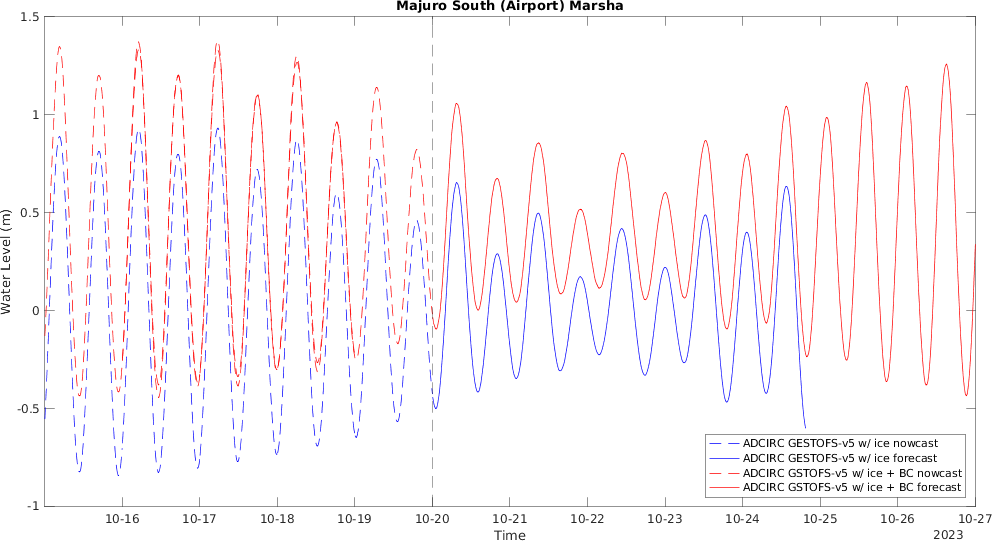 Majuro South (Airport) Marsha
1.5
1
0.5
0
-0.5
-1
Water Level (m)
10-16 10-17 10-18 10-19 10-20 10-21 10-22 10-23 10-24 10-25 10-26 10-27
Time
2023
ADCIRC GESTOFS-v5 w/ ice nowcast
ADCIRC GESTOFS-v5 w/ ice forecast
ADCIRC GSTOFS-v5 w/ ice + BC nowcast
ADCIRC GSTOFS-v5 w/ ice + BC forecast